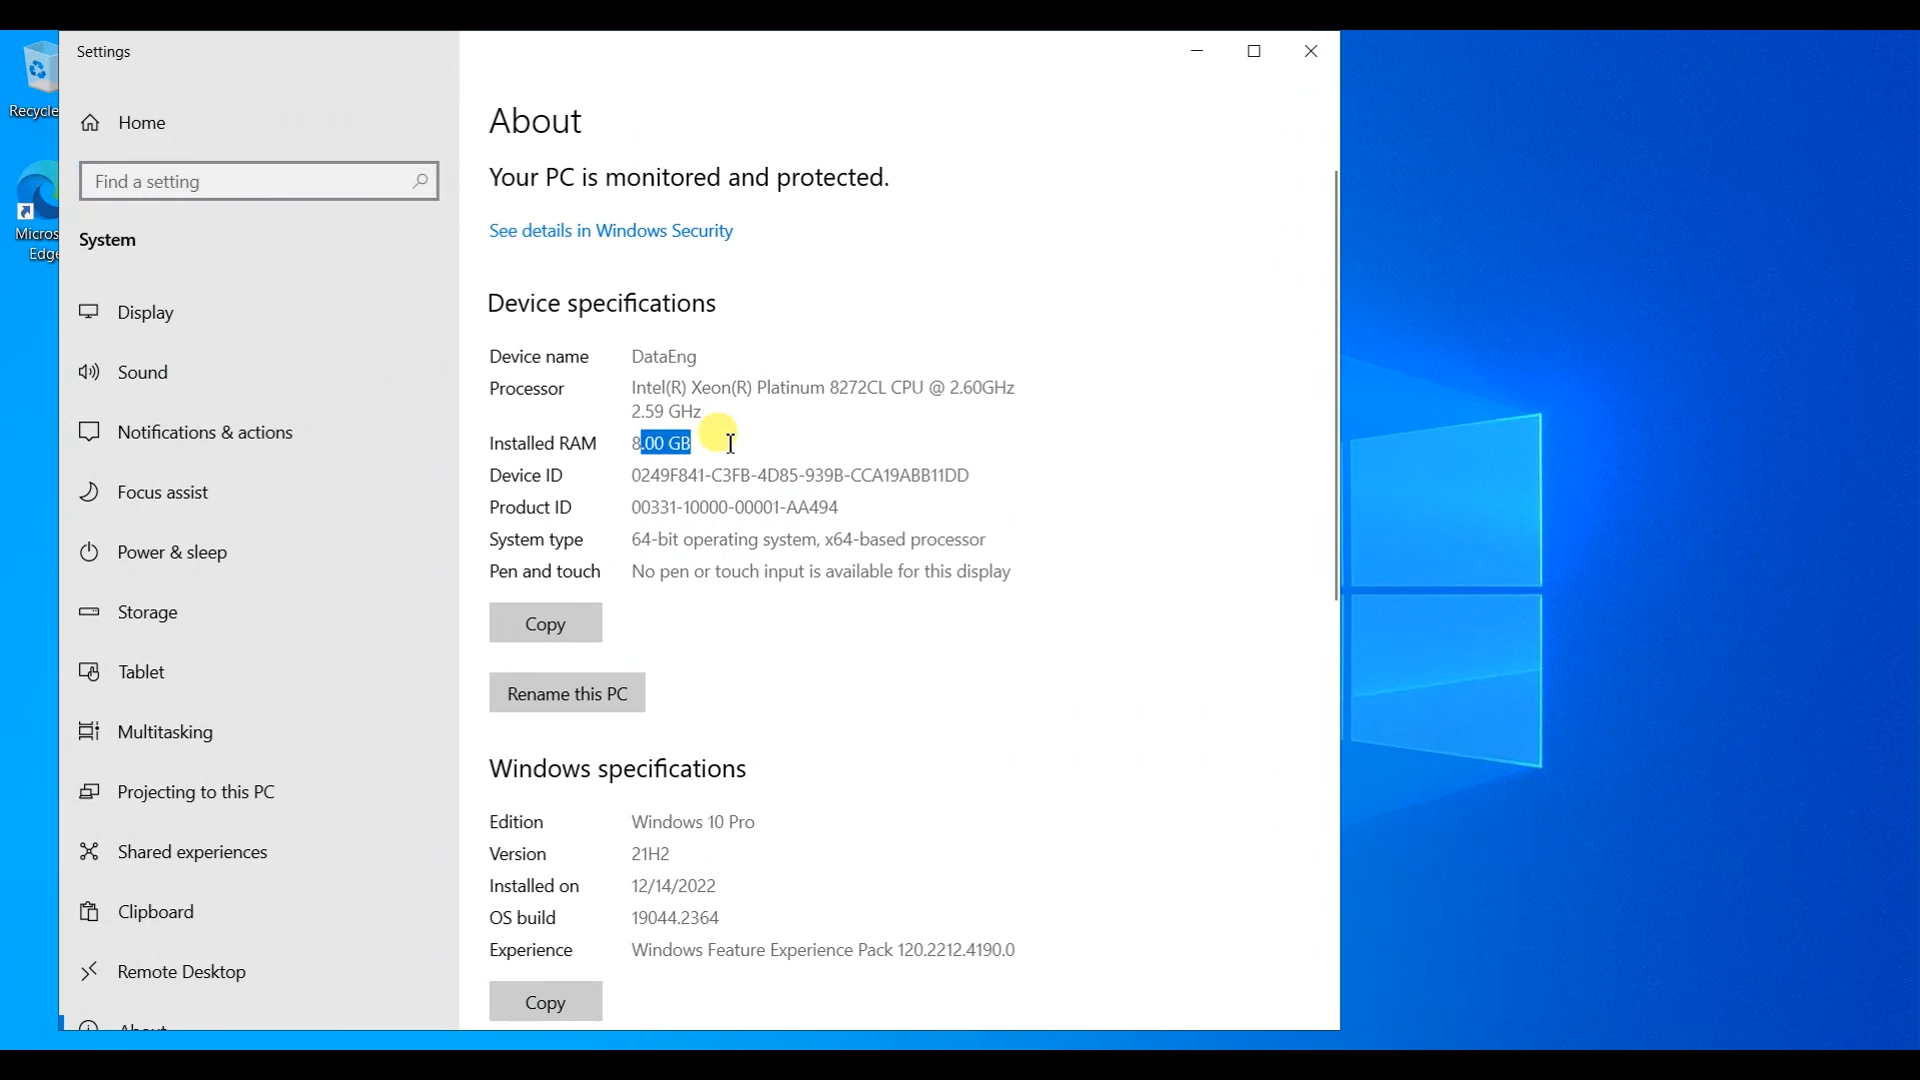 Settings
Recycle
Home
Find a setting
Micros
Edge
System
Display
Sound
Notifications & actions
Focus assist
Power & sleep
Storage
Tablet
Multitasking
Projecting to this PC
Shared experiences
Clipboard
Remote Desktop
About
About
Your PC is monitored and protected.
See details in Windows Security
Device specifications
Device name DataEng
Processor Intel(R) Xeon(R) Platinum 8272CL CPU @ 2.60GHz
2.59 GHz
Installed RAM 8.00 GB
Device ID 0249F841-C3FB-4D85-939B-CCA19ABB11DD
Product ID 00331-10000-00001-AA494
System type 64-bit operating system, x64-based processor
Pen and touch No pen or touch input is available for this display
Copy
Rename this PC
Windows specifications
Edition Windows 10 Pro
Version 21H2
Installed on 12/14/2022
OS build 19044.2364
Experience Windows Feature Experience Pack 120.2212.4190.0
Copy